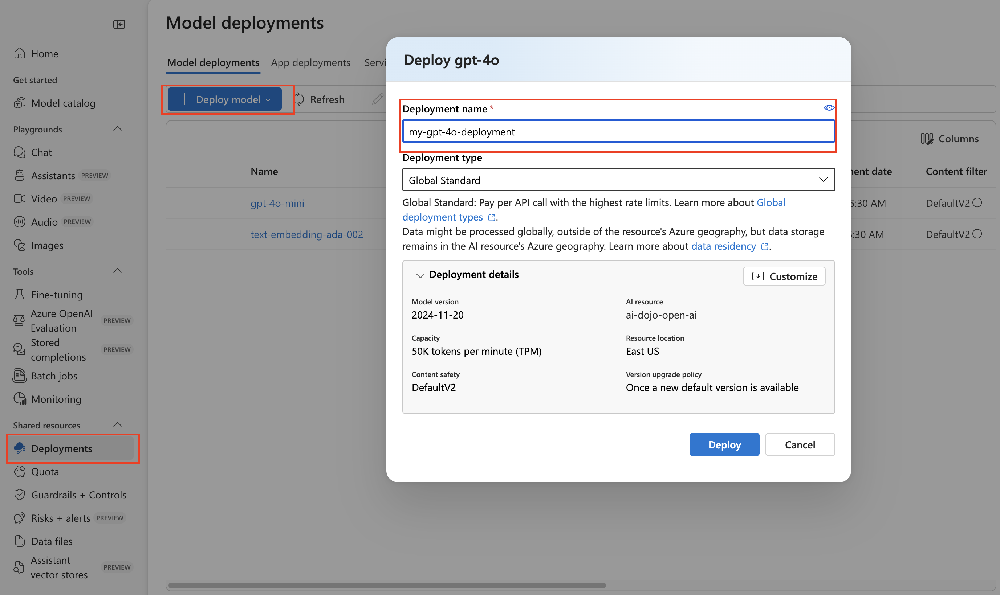 Home
Get started
Model catalog
Playgrounds
Chat
Assistants PREVIEW
Video PREVIEW
Audio PREVIEW
Images
Tools
Fine-tuning
Azure OpenAI
Evaluation
PREVIEW
Stored
completions
PREVIEW
Batch jobs
Monitoring
Shared resources
Deployments
Quota
Guardrails + Controls
Risks + alerts PREVIEW
Data files
Assistant
vector stores
PREVIEW
Model deployments
Model deployments App deployments
Deploy model Refresh
Columns
Name date Content filter
gpt-4o-mini 5:30 AM DefaultV2
text-embedding-ada-002 :30 AM DefaultV2
Deploy gpt-4o
Deployment name *
my-gpt-4o-deployment
Deployment type
Global Standard
Global Standard: Pay per API call with the highest rate limits. Learn more about Global
deployment types .
Data might be processed globally, outside of the resource's Azure geography, but data storage
remains in the AI resource's Azure geography. Learn more about data residency .
Deployment details
Customize
Model version AI resource
2024-11-20 ai-dojo-open-ai
Capacity Resource location
50K tokens per minute (TPM) East US
Content safety Version upgrade policy
DefaultV2 Once a new default version is available
Deploy Cancel